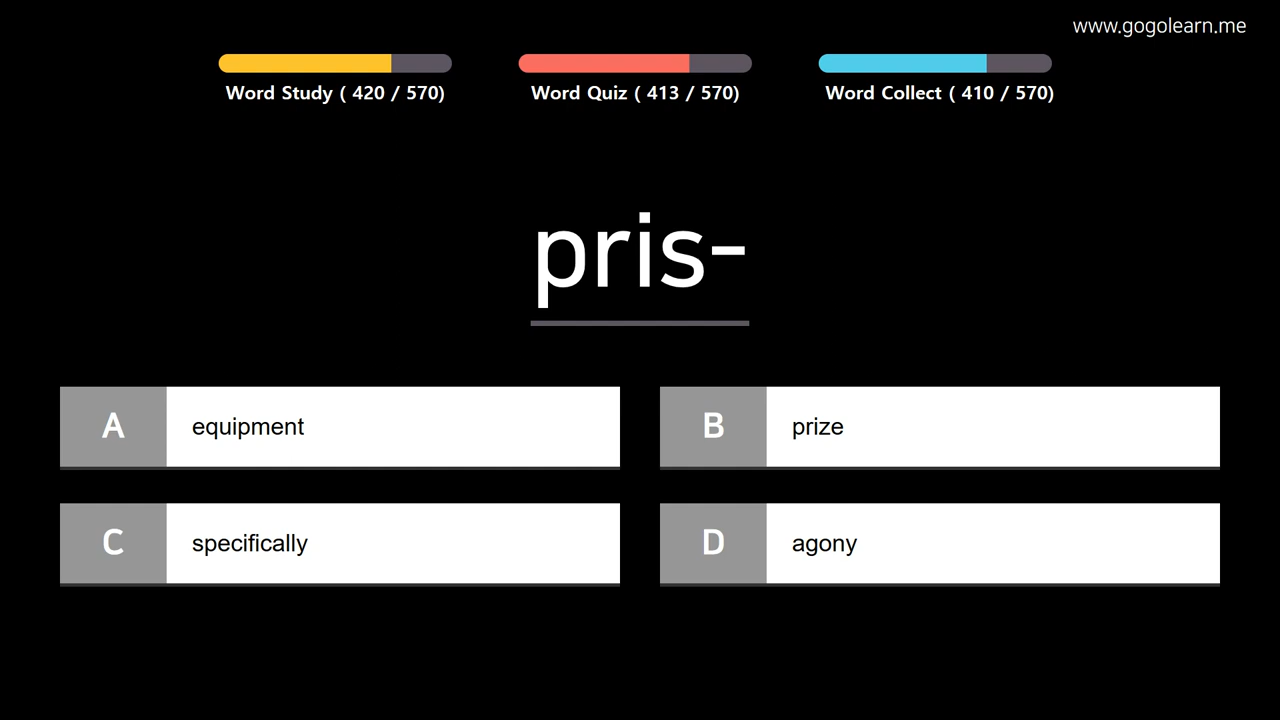 www.gogolearn.me
Word Study ( 420 / 570)
Word Quiz ( 413 / 570)
Word Collect ( 410 / 570)
pris-
A equipment
B prize
C specifically
D agony